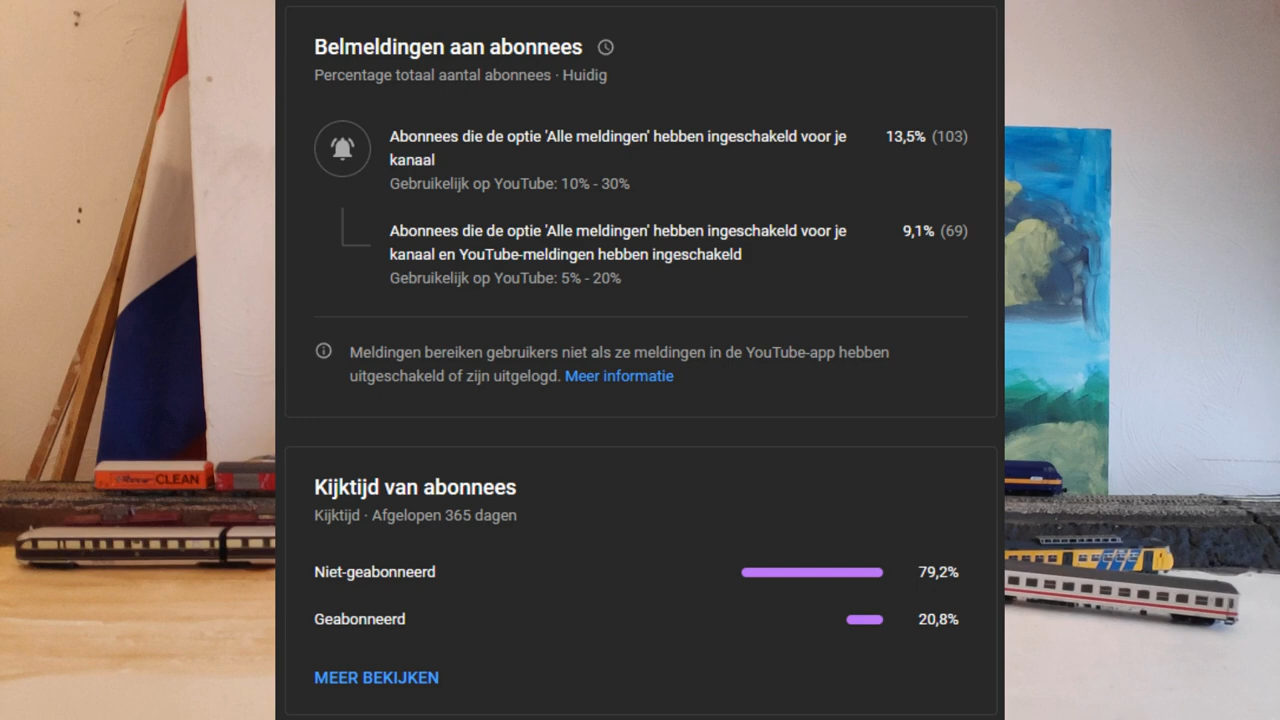 Belmeldingen aan abonnees
Percentage totaal aantal abonnees · Huidig
Abonnees die de optie 'Alle meldingen' hebben ingeschakeld voor je
kanaal
13,5% (103)
Gebruikelijk op YouTube: 10% - 30%
Abonnees die de optie 'Alle meldingen' hebben ingeschakeld voor je
kanaal en YouTube-meldingen hebben ingeschakeld
9,1% (69)
Gebruikelijk op YouTube: 5% - 20%
Meldingen bereiken gebruikers niet als ze meldingen in de YouTube-app hebben
uitgeschakeld of zijn uitgelogd. Meer informatie
CLEAN
Kijktijd van abonnees
Kijktijd · Afgelopen 365 dagen
Niet-geabonneerd 79,2%
Geabonneerd 20,8%
MEER BEKIJKEN